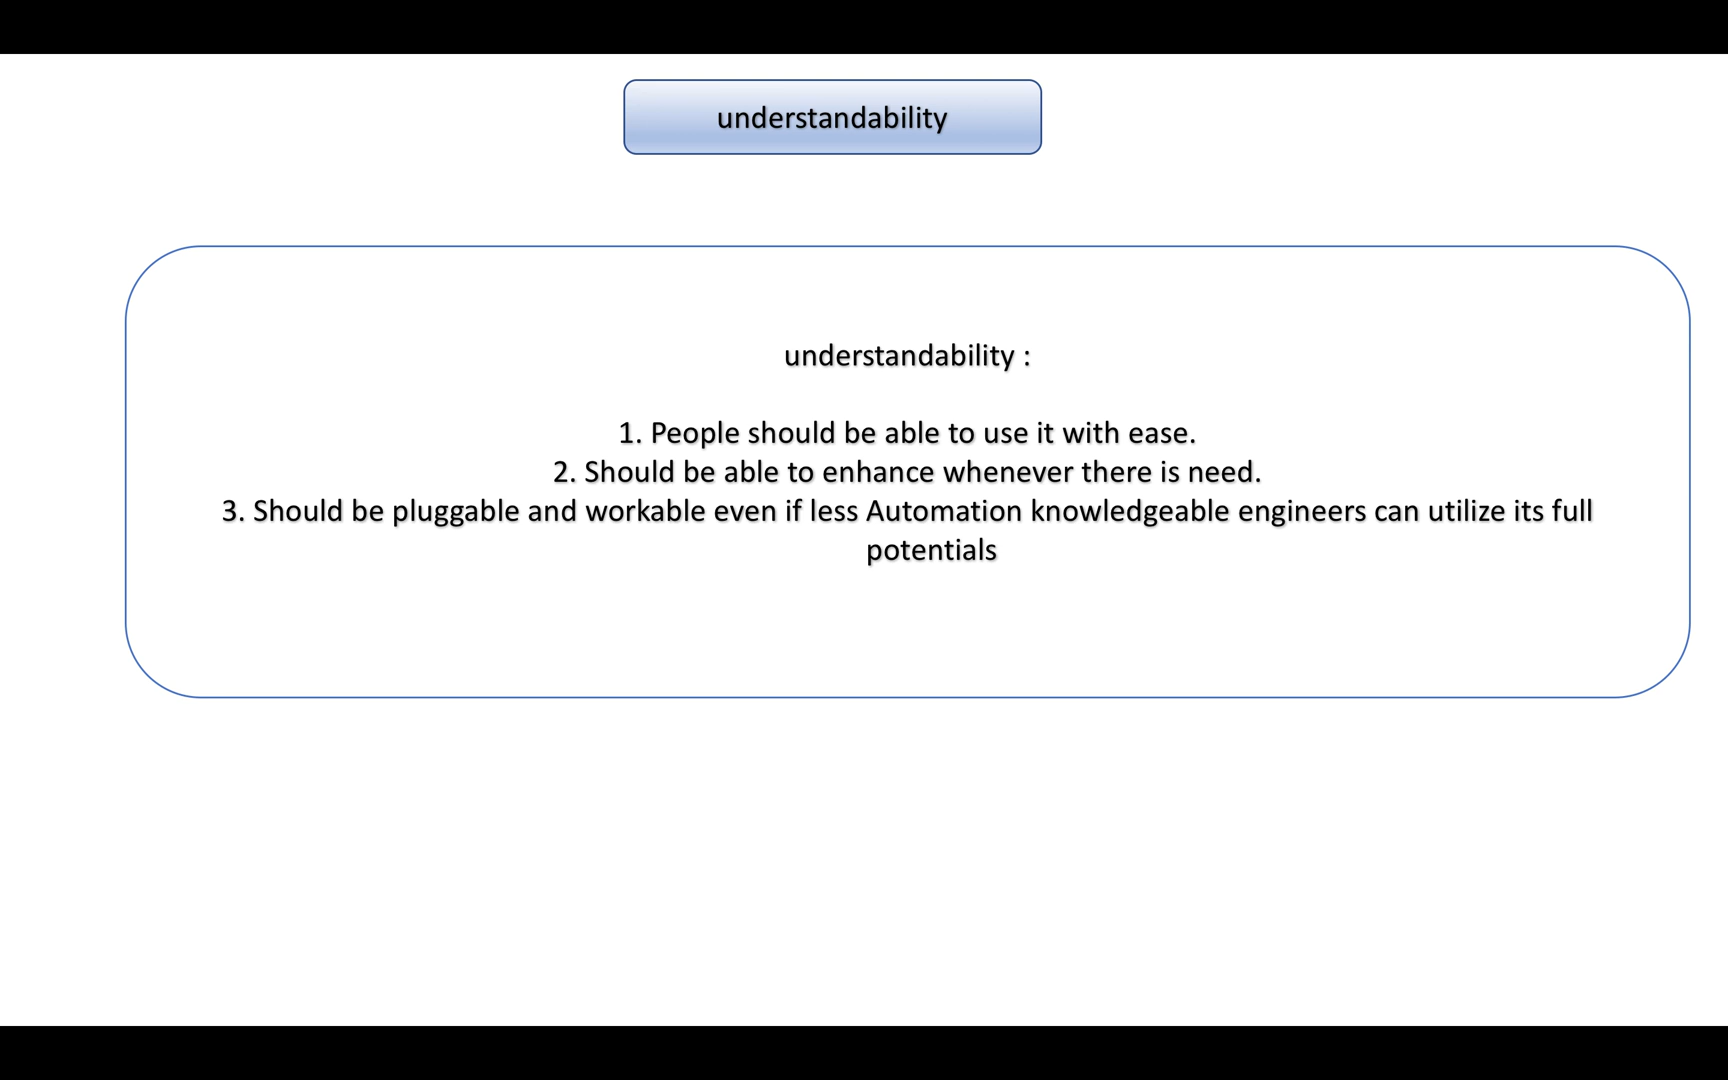 understandability
understandability :
1. People should be able to use it with ease.
2. Should be able to enhance whenever there is need.
3. Should be pluggable and workable even if less Automation knowledgeable engineers can utilize its full
potentials